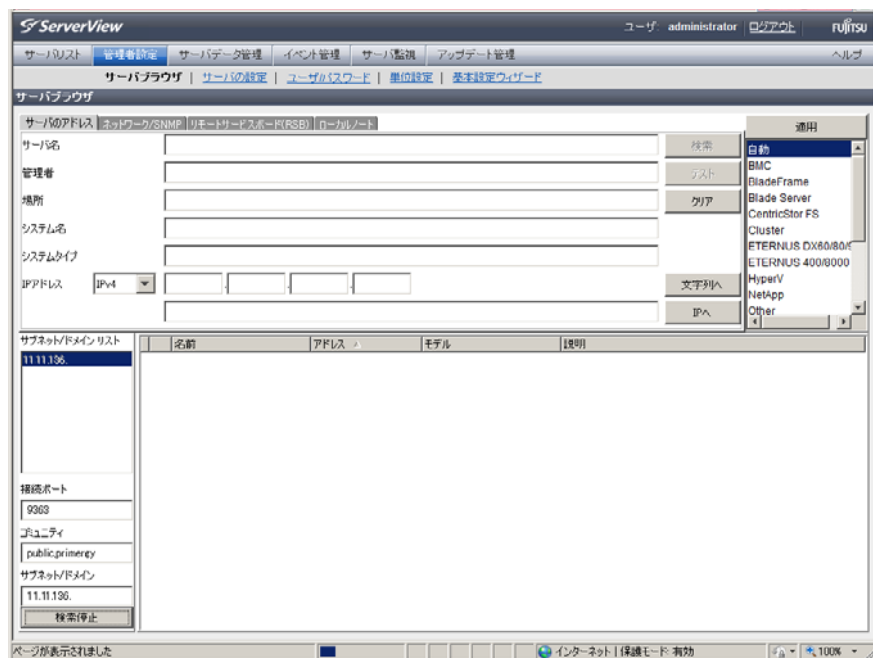 ServerView ユーザ: administrator ログアウト FUJITSU
サーバリスト 管理者設定 サーバデータ管理 イベント管理 サーバ監視 アップデート管理 ヘルプ
サーバブラウザ | サーバの設定 | ユーザパスワード | 単位設定 | 基本設定ウィザード
サーバブラウザ
サーバのアドレス ネットワーク/SNMP リモートサービスボード(RSB) ローカルノート 適用
サーバ名 検索 自動
管理者 テスト BMC
BladeFrame
場所 クリア Blade Server
CentricStor FS
システム名 Cluster
ETERNUS DX60/80/
システムタイプ ETERNUS 400/8000
IPアドレス IPv4 . . . 文字列へ HyperV
NetApp
IPへ Other
サブネット/ドメインリスト 名前 アドレス モデル 説明
11.11.136.
接続ポート
9363
コミュニティ
public,primergy
サブネット/ドメイン
11.11.136.
検索停止
ページが表示されました インターネット | 保護モード: 有効 100%